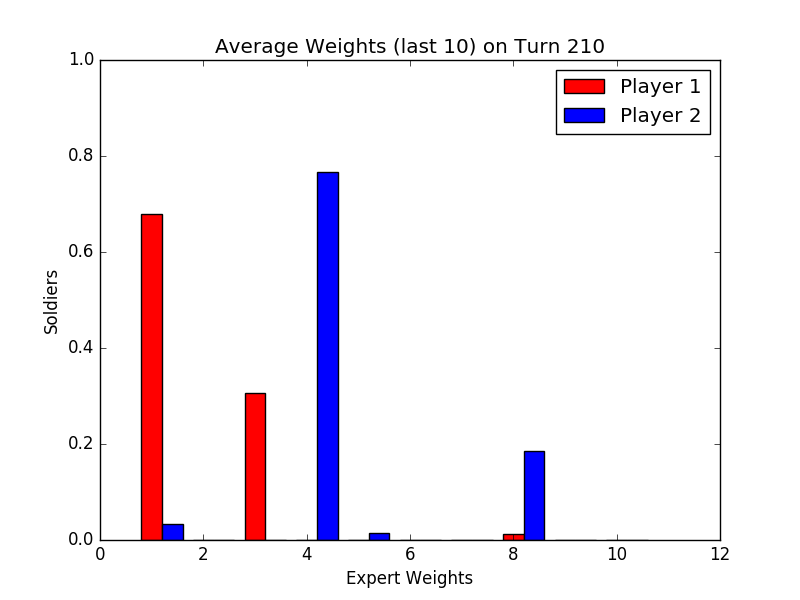 Average Weights (last 10) on Turn 210
Player 1
Player 2
1.0
0.8
0.6
0.4
0.2
0.0
Soldiers
0 2 4 6 8 10 12
Expert Weights